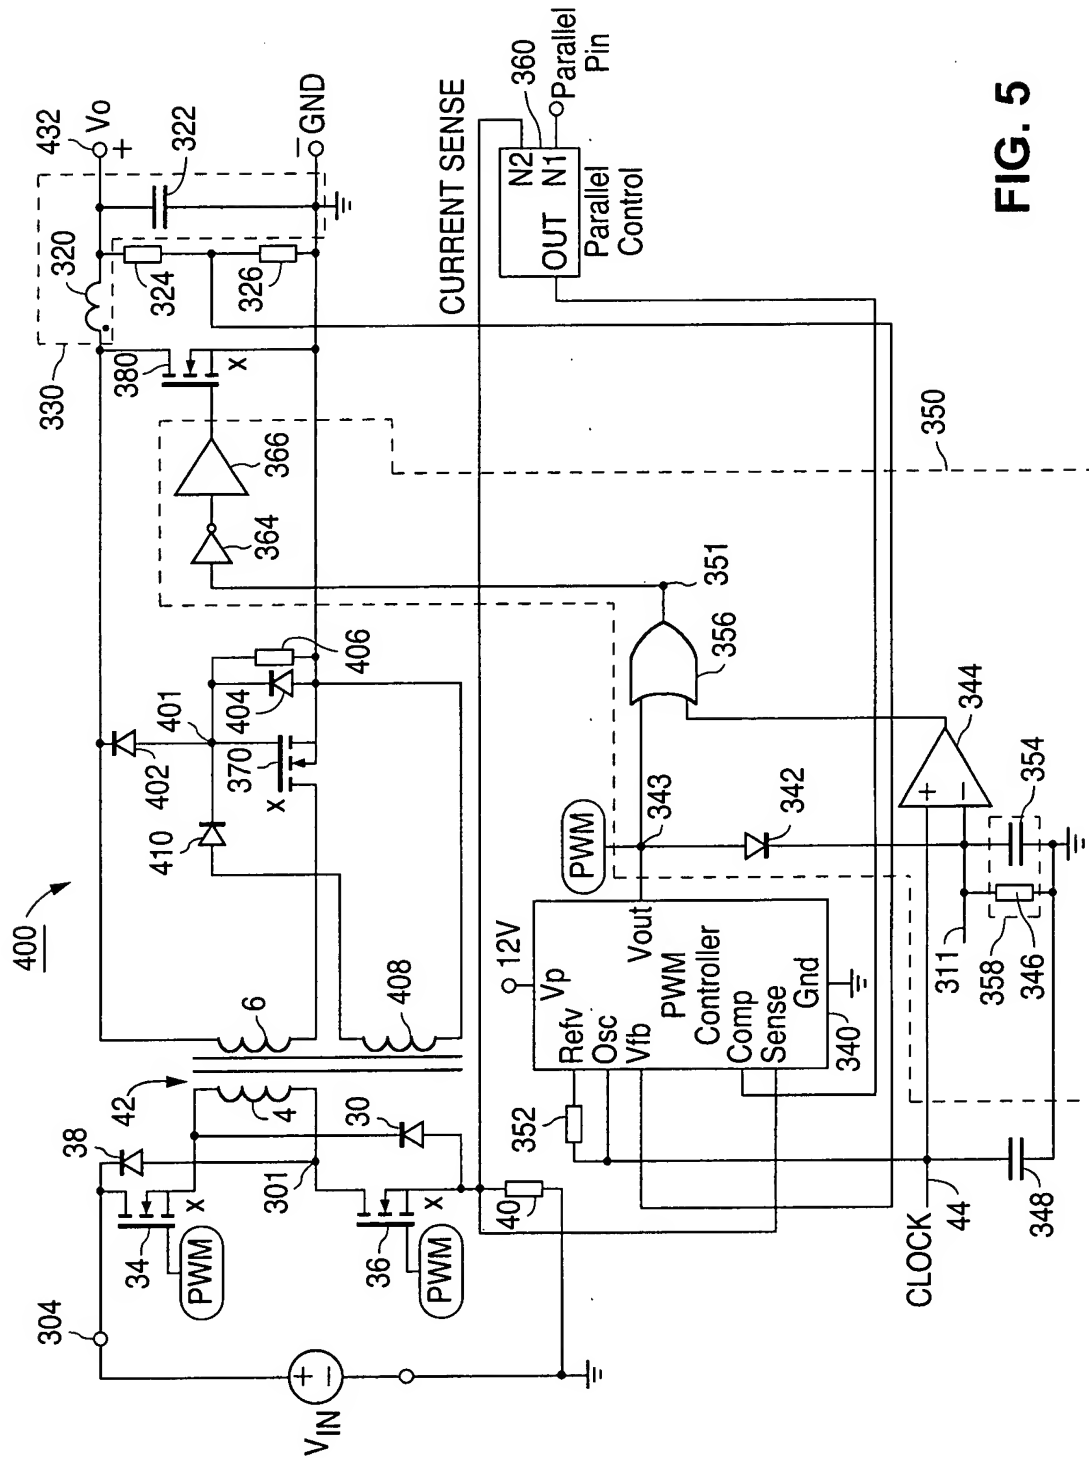 400
42
38
304
34
PWM
VIN
301
4
30
36
PWM
40
6
408
410
402
401
370
404
406
X
X
X
X
364
366
380
330
320
324
326
322
432
Vo
+
−
GND
CURRENT SENSE
N2
N1
OUT
360
Parallel
Pin
Parallel
Control
350
351
356
PWM
343
342
12V
Vp
Refv
Osc
Vfb
Vout
PWM
Controller
Comp
Sense
Gnd
340
352
344
+
−
354
311
358
346
CLOCK
44
348
+
−
FIG. 5